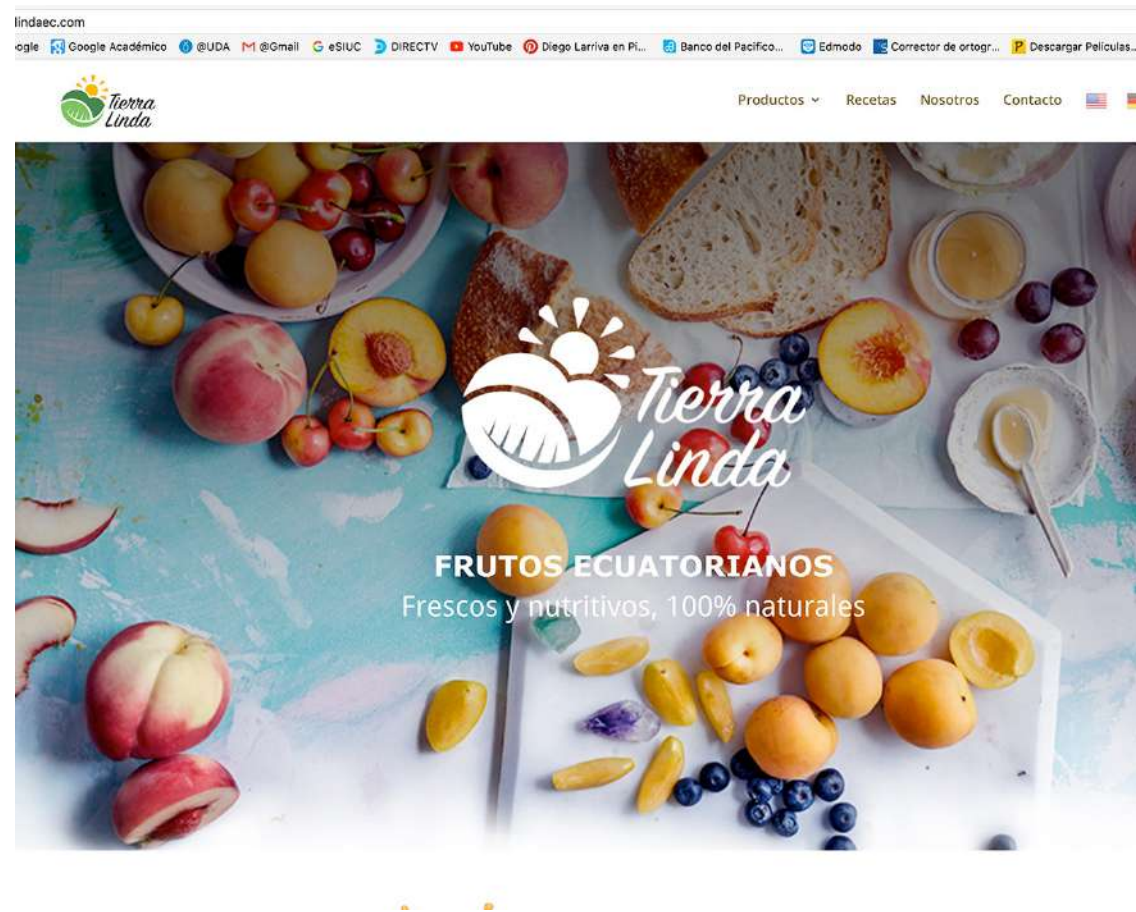 lindaec.com
ogle Google Académico @UDA @Gmail eSIUC DIRECTV YouTube Diego Larriva en Pi... Banco del Pacífico... Edmodo Corrector de ortogr... Descargar Películas...
Tierra
Linda
Productos Recetas Nosotros Contacto
Tierra
Linda
FRUTOS ECUATORIANOS
Frescos y nutritivos, 100% naturales